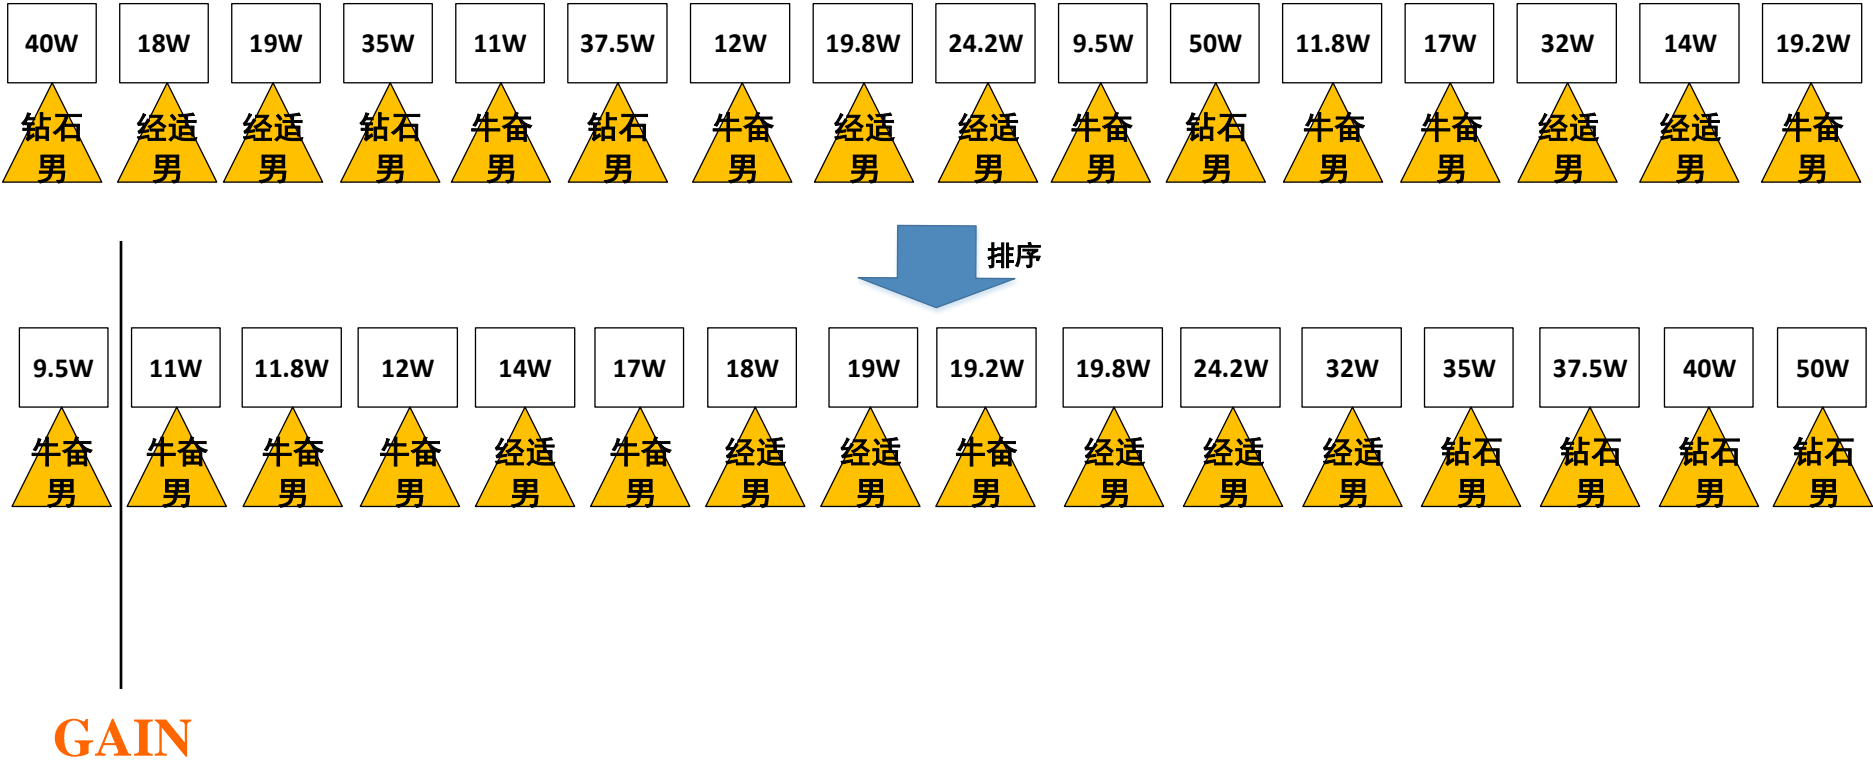 40W 18W 19W 35W 11W 37.5W 12W 19.8W 24.2W 9.5W 50W 11.8W 17W 32W 14W 19.2W
钻石 经适 经适 钻石 牛奋 钻石 牛奋 经适 经适 牛奋 钻石 牛奋 牛奋 经适 经适 牛奋
男 男 男 男 男 男 男 男 男 男 男 男 男 男 男 男
排序
9.5W 11W 11.8W 12W 14W 17W 18W 19W 19.2W 19.8W 24.2W 32W 35W 37.5W 40W 50W
牛奋 牛奋 牛奋 牛奋 经适 牛奋 经适 经适 牛奋 经适 经适 经适 钻石 钻石 钻石 钻石
男 男 男 男 男 男 男 男 男 男 男 男 男 男 男 男
GAIN